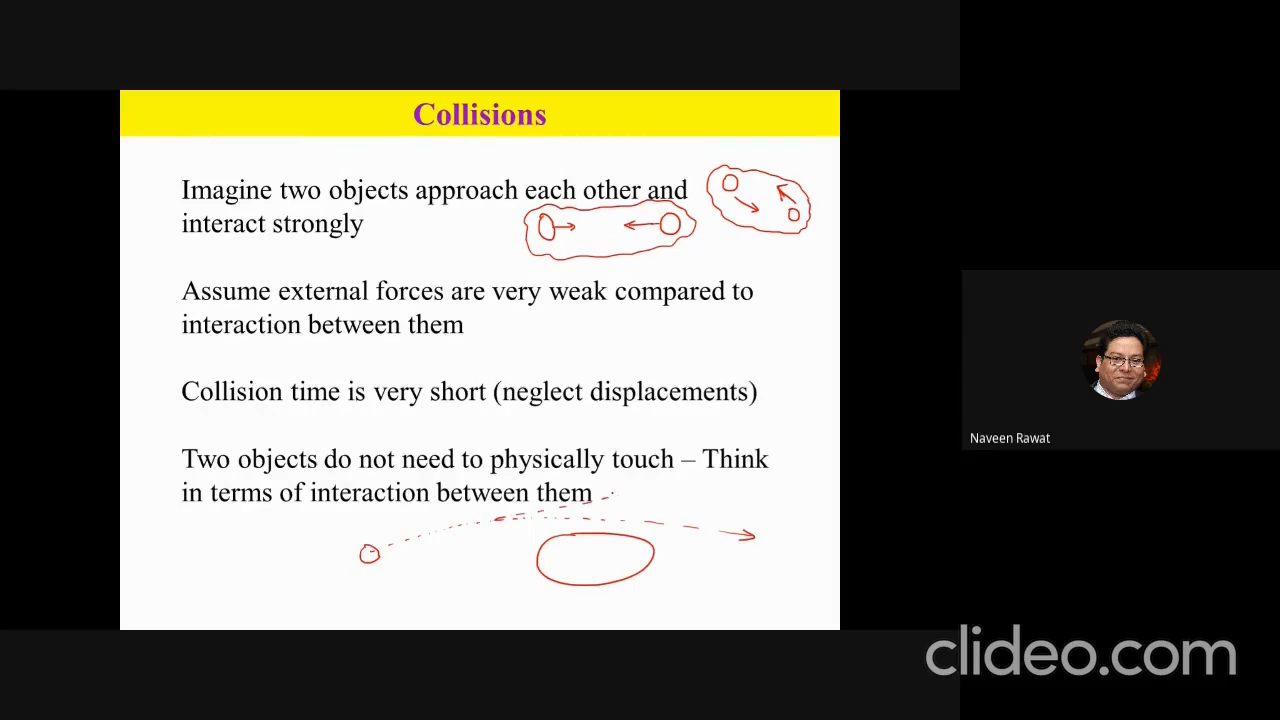 Collisions
Imagine two objects approach each other and
interact strongly
Assume external forces are very weak compared to
interaction between them
Collision time is very short (neglect displacements)
Two objects do not need to physically touch – Think
in terms of interaction between them
Naveen Rawat
clideo.com